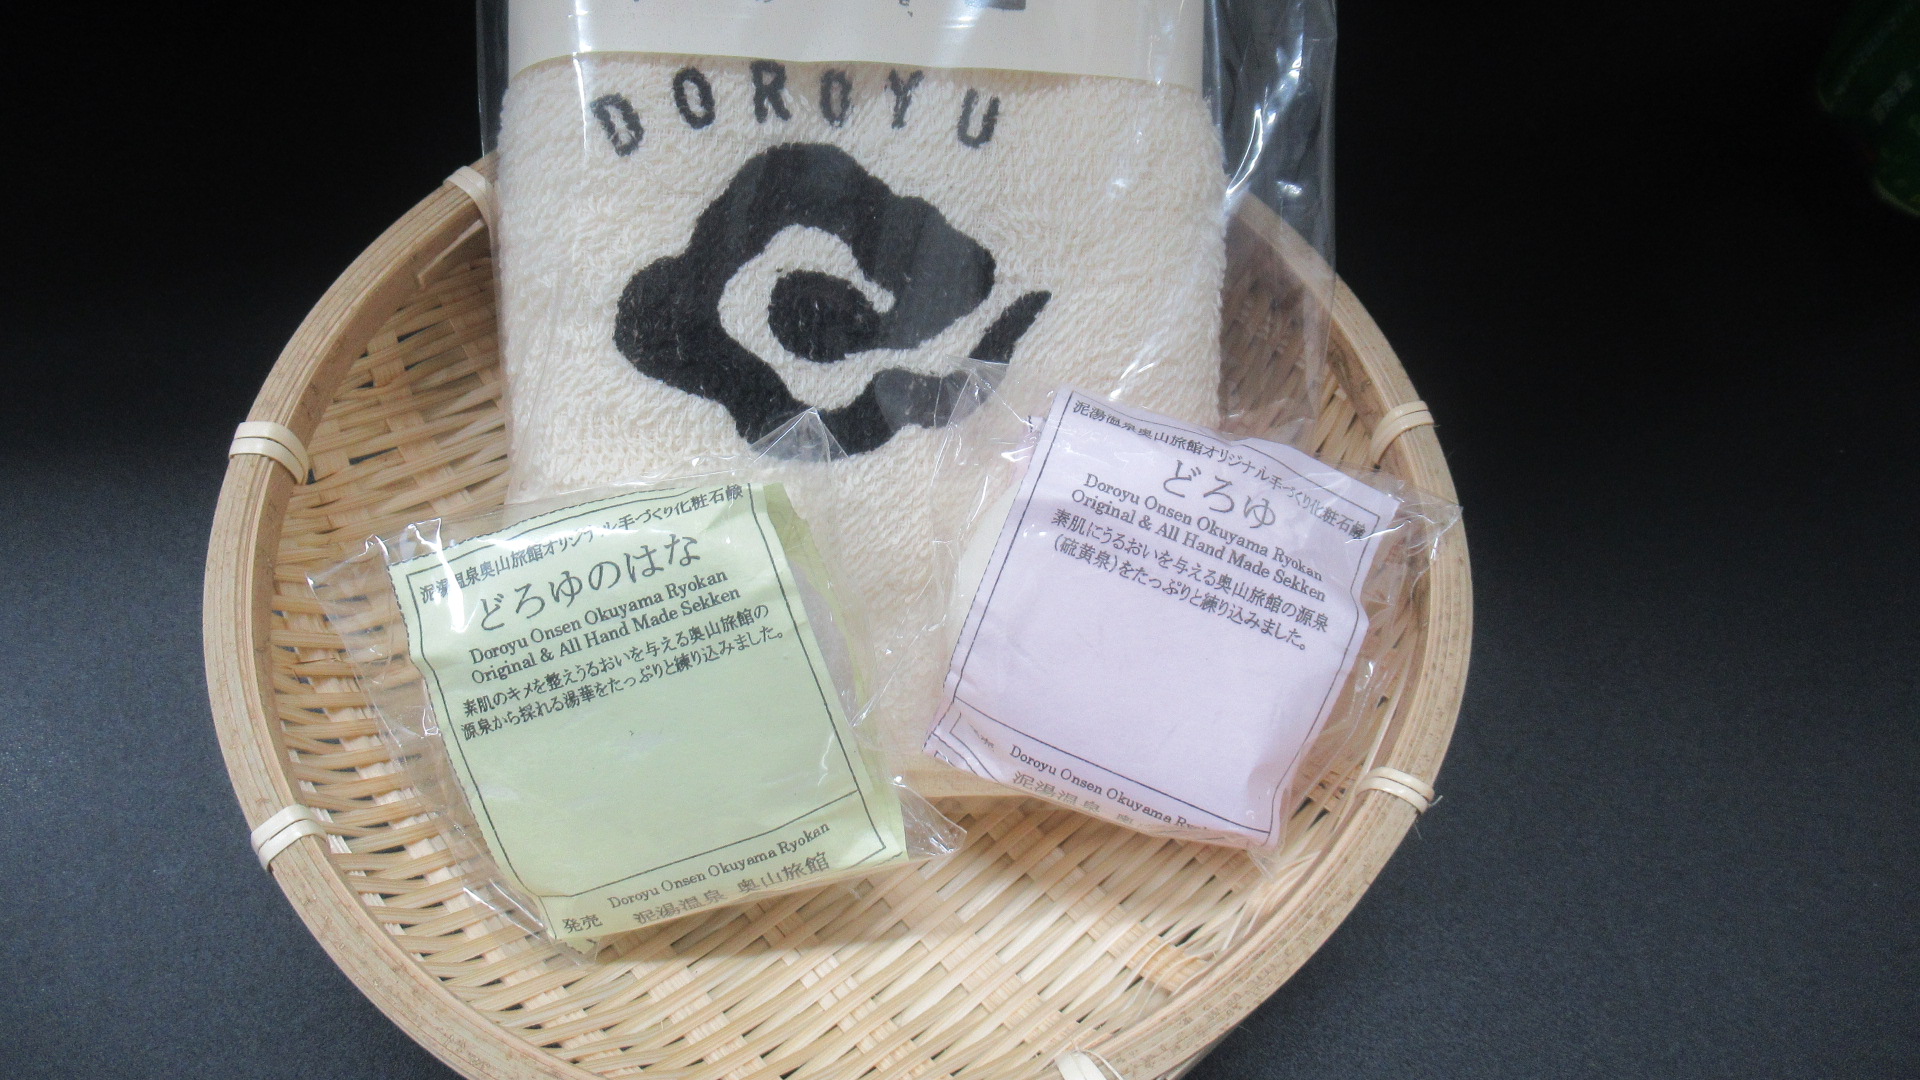 DOROYU
泥湯温泉奥山旅館オリジナル手づくり化粧石鹸
どろゆのはな
Doroyu Onsen Okuyama Ryokan
Original & All Hand Made Sekken
素肌のキメを整えうるおいを与える奥山旅館の
源泉から採れる湯華をたっぷりと練り込みました。
Doroyu Onsen Okuyama Ryokan
発売 泥湯温泉 奥山旅館
泥湯温泉奥山旅館オリジナル手づくり化粧石鹸
どろゆ
Doroyu Onsen Okuyama Ryokan
Original & All Hand Made Sekken
素肌にうるおいを与える奥山旅館の源泉
(硫黄泉)をたっぷりと練り込みました。
Doroyu Onsen Okuyama Ry
泥湯温泉 奥